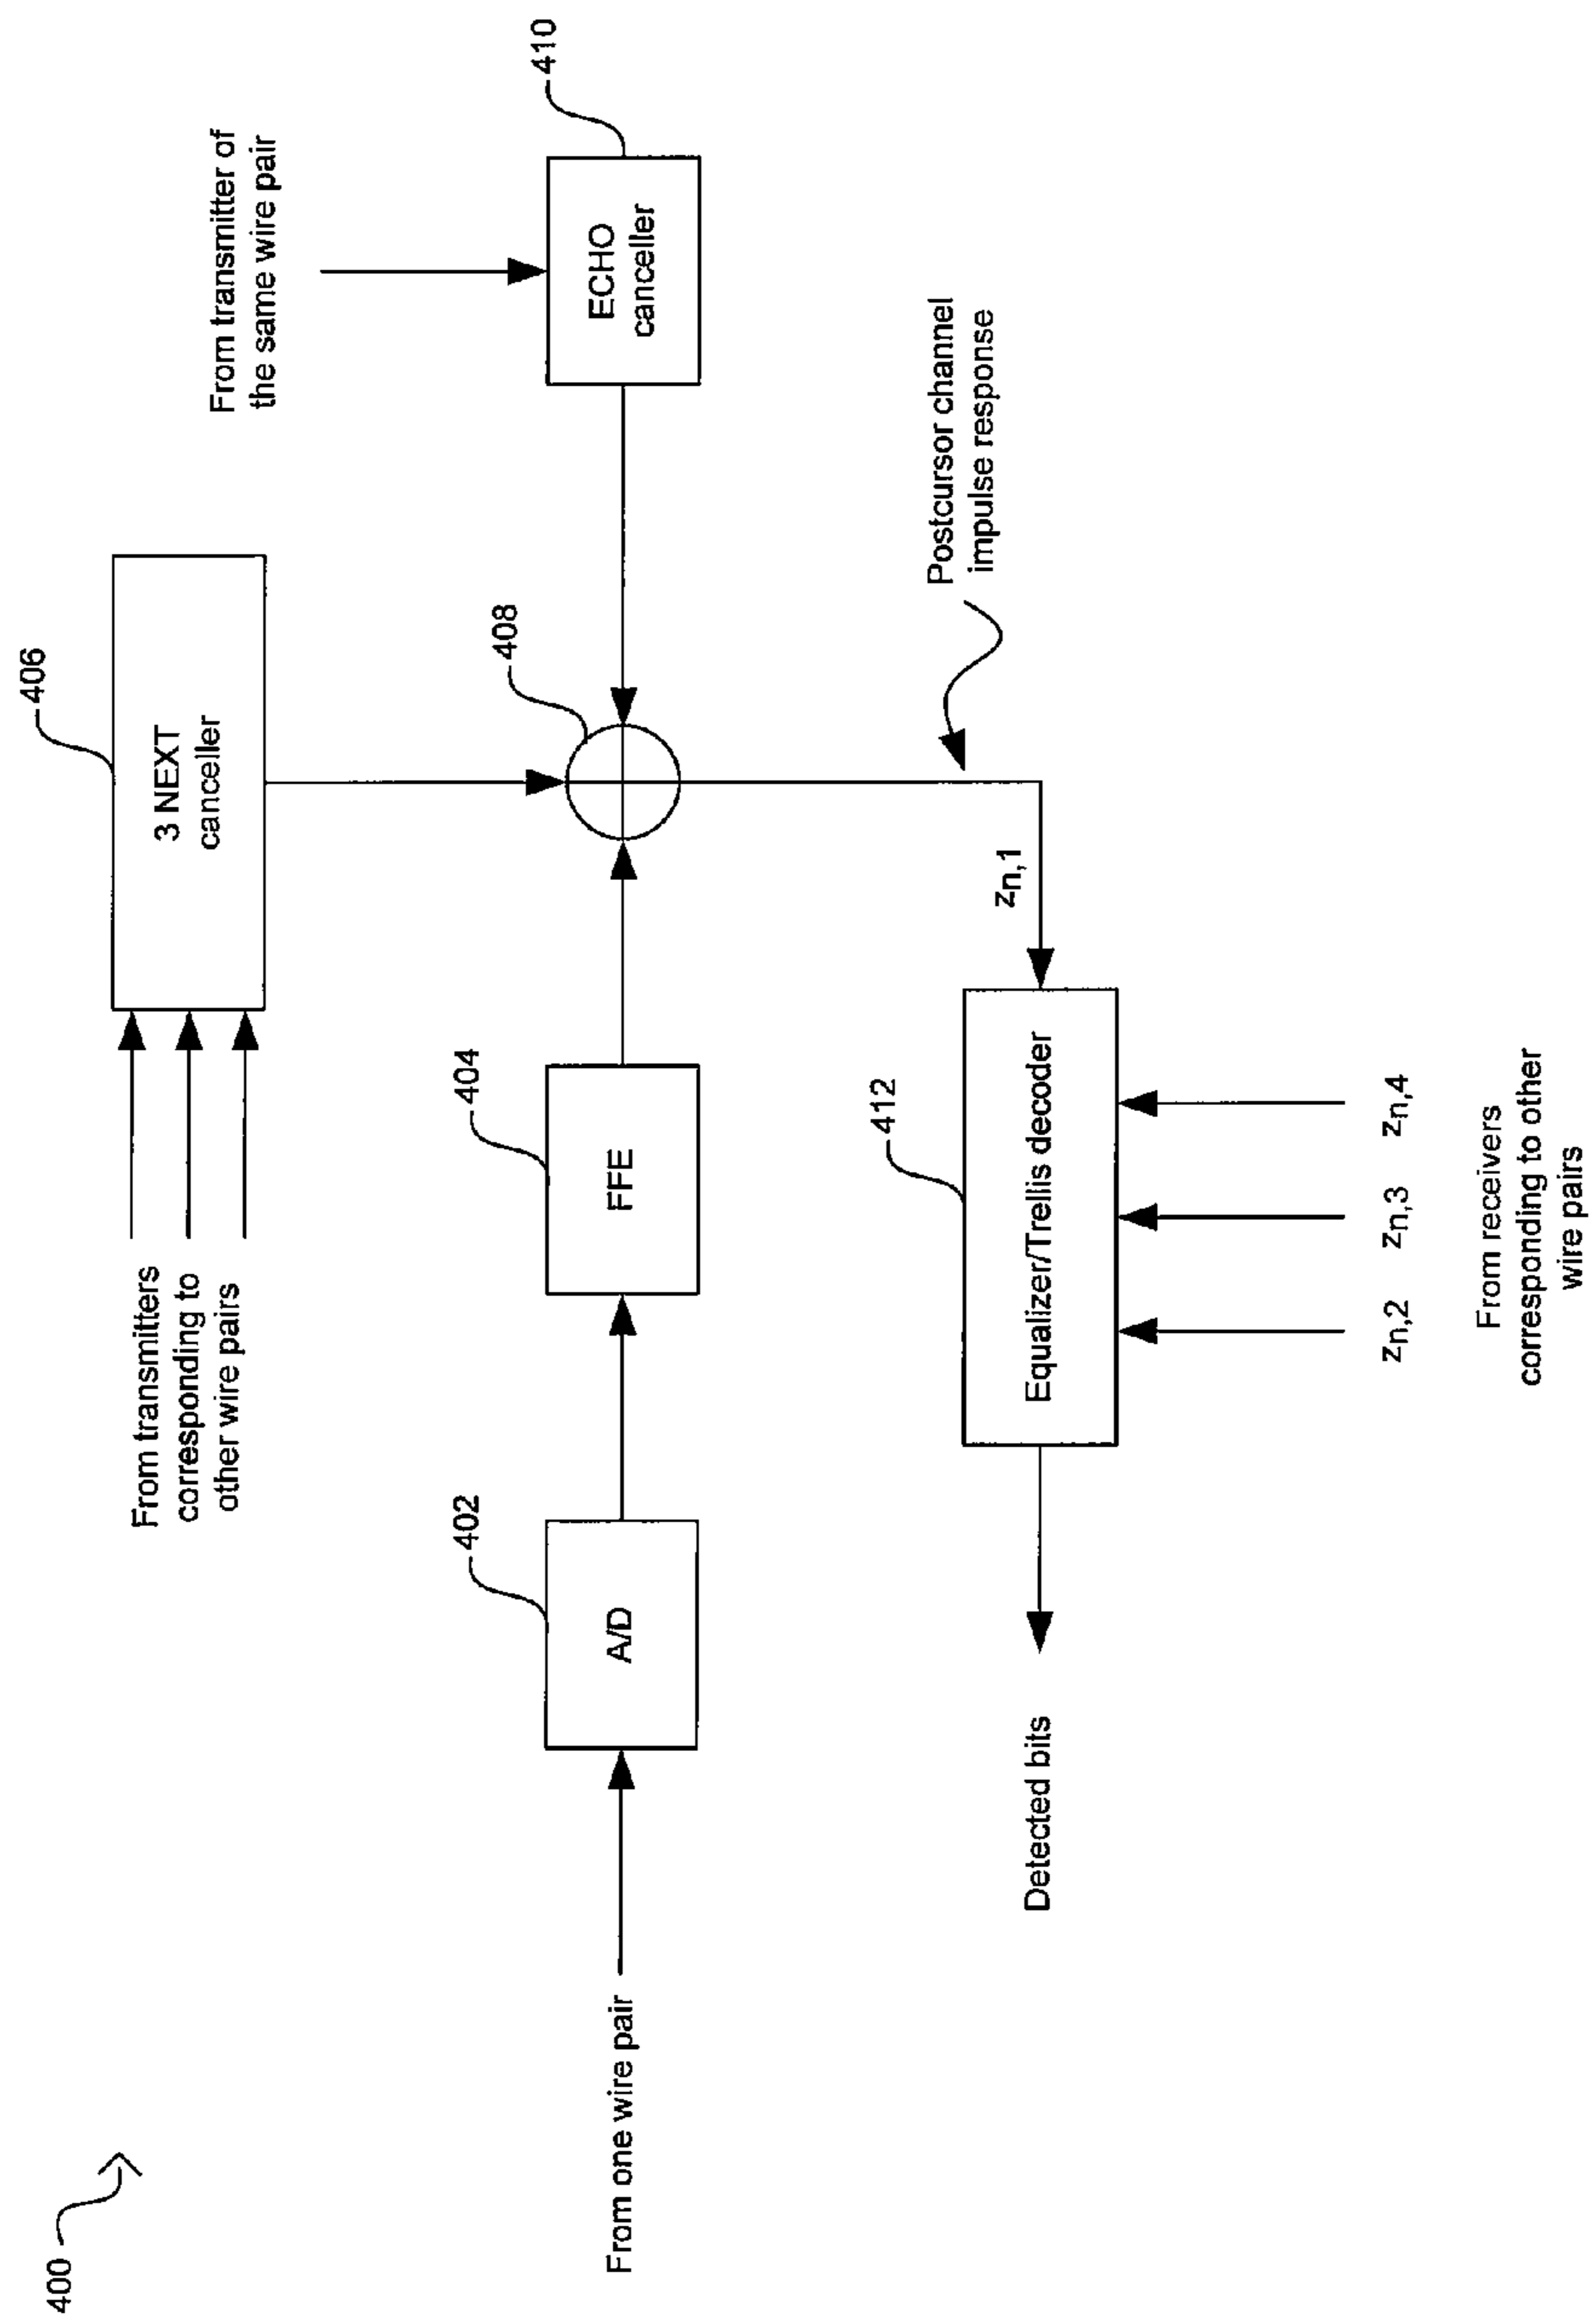 400
From transmitters
corresponding to
other wire pairs
406
3 NEXT
canceller
From transmitter of
the same wire pair
From one wire pair
402
A/D
404
FFE
408
410
ECHO
canceller
Postcursor channel
impulse response
zn,1
412
Equalizer/Trellis decoder
Detected bits
zn,2
zn,3
zn,4
From receivers
corresponding to other
wire pairs